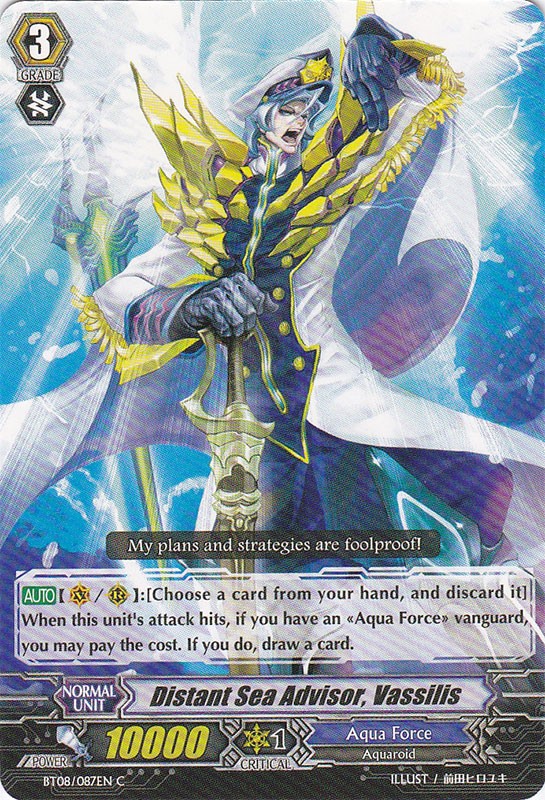 3
GRADE
My plans and strategies are foolproof!
AUTO【 V / R 】:[Choose a card from your hand, and discard it]
When this unit's attack hits, if you have an «Aqua Force» vanguard,
you may pay the cost. If you do, draw a card.
NORMAL
UNIT
Distant Sea Advisor, Vassilis
POWER
10000
1
CRITICAL
Aqua Force
Aquaroid
BT08/087EN C
ILLUST / 前田ヒロユキ